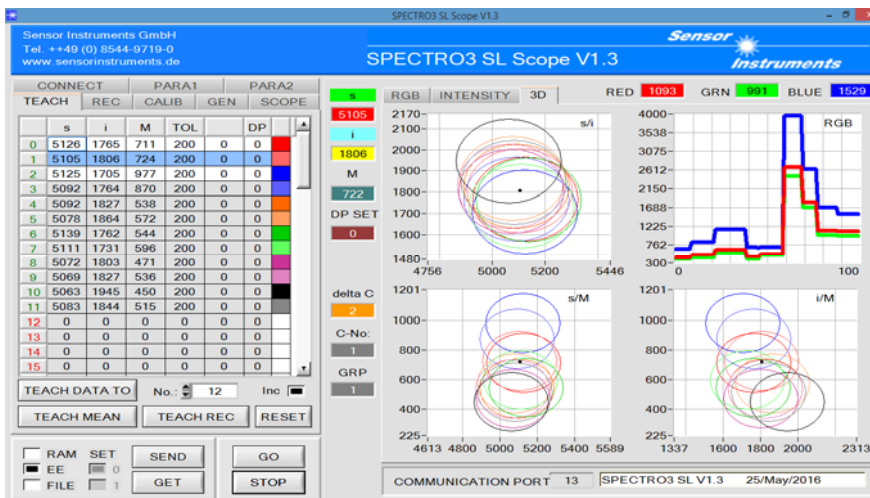 SPECTRO3 SL Scope V1.3
Sensor Instruments GmbH
Tel. ++49 (0) 8544-9719-0
www.sensorinstruments.de
SPECTRO3 SL Scope V1.3
Sensor
Instruments
CONNECT PARA1 PARA2
TEACH REC CALIB GEN SCOPE
s i M TOL DP
0 5126 1765 711 200 0 0
1 5105 1806 724 200 0 0
2 5125 1705 977 200 0 0
3 5092 1764 870 200 0 0
4 5092 1827 538 200 0 0
5 5078 1864 572 200 0 0
6 5139 1762 544 200 0 0
7 5111 1731 596 200 0 0
8 5072 1803 471 200 0 0
9 5069 1827 536 200 0 0
10 5063 1945 450 200 0 0
11 5083 1844 515 200 0 0
12 0 0 0 0 0 0
13 0 0 0 0 0 0
14 0 0 0 0 0 0
15 0 0 0 0 0 0
TEACH DATA TO No.: 12 Inc
TEACH MEAN TEACH REC RESET
RAM SET
EE 0
FILE 1
SEND GO
GET STOP
s
5105
i
1806
M
722
DP SET
0
delta C
2
C-No:
1
GRP
1
RGB INTENSITY 3D RED 1093 GRN 991 BLUE 1529
s/i
2170
2100
2000
1900
1800
1700
1600
1480
4756 5000 5200 5446
RGB
4000
3538
3075
2612
2150
1688
1225
762
300
0 100
s/M
1201
1000
800
600
400
225
4613 4800 5000 5200 5400 5589
i/M
1201
1000
800
600
400
225
1337 1600 1800 2000 2313
COMMUNICATION PORT 13 SPECTRO3 SL V1.3 25/May/2016